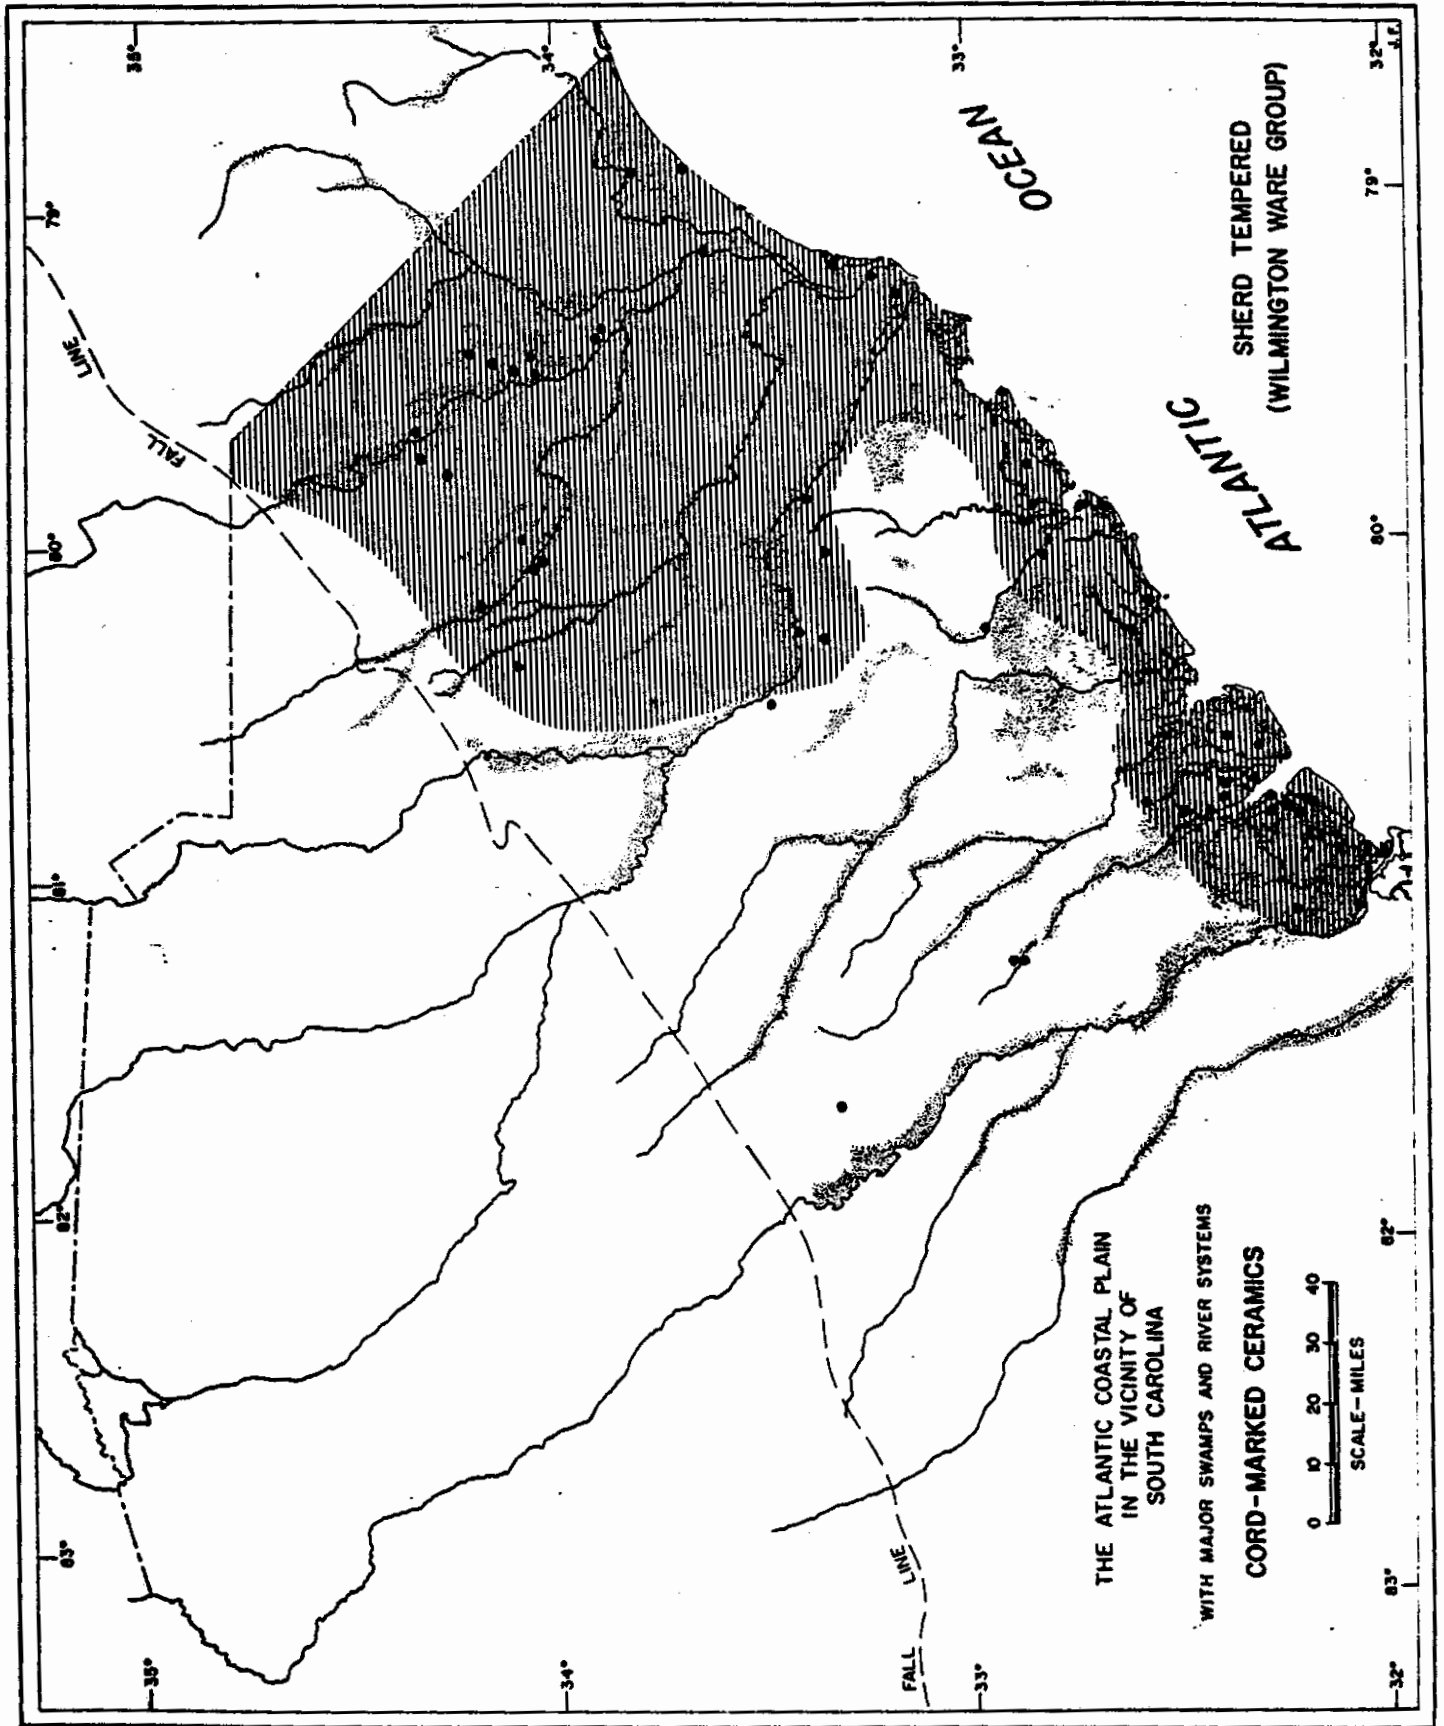 THE ATLANTIC COASTAL PLAIN
IN THE VICINITY OF
SOUTH CAROLINA
WITH MAJOR SWAMPS AND RIVER SYSTEMS
CORD-MARKED CERAMICS
0 10 20 30 40
SCALE-MILES
SHERD TEMPERED
(WILMINGTON WARE GROUP)
ATLANTIC
OCEAN
FALL
LINE
FALL
LINE
83°
82°
81°
80°
79°
35°
34°
33°
32°
35°
34°
33°
32°
83°
82°
80°
79°
J.F.